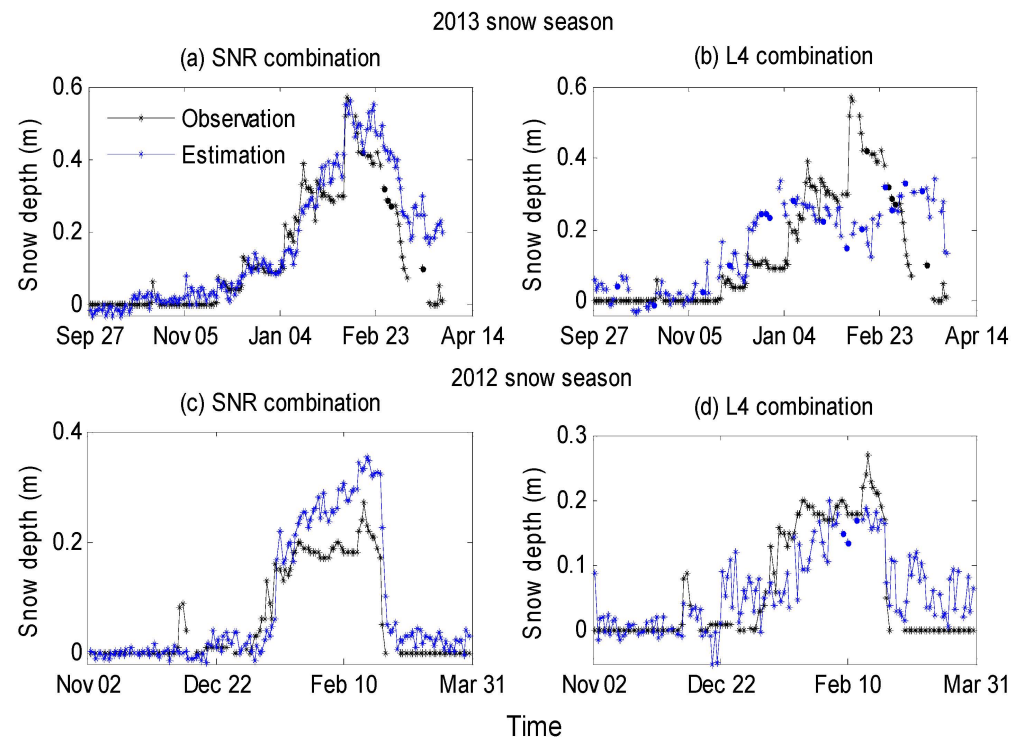 2013 snow season
(a) SNR combination
(b) L4 combination
Snow depth (m)
0.6
0.4
0.2
0
Observation
Estimation
Sep 27
Nov 05
Jan 04
Feb 23
Apr 14
Snow depth (m)
0.6
0.4
0.2
0
Sep 27
Nov 05
Jan 04
Feb 23
Apr 14
2012 snow season
(c) SNR combination
(d) L4 combination
Snow depth (m)
0.4
0.2
0
Nov 02
Dec 22
Feb 10
Mar 31
Snow depth (m)
0.3
0.2
0.1
0
Nov 02
Dec 22
Feb 10
Mar 31
Time